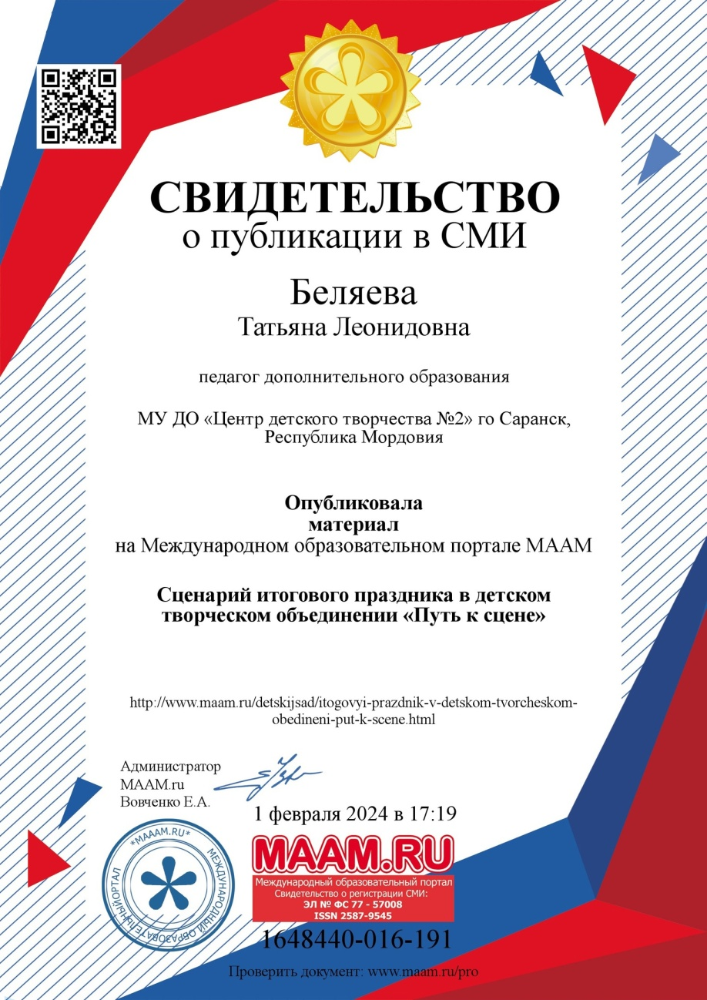 СВИДЕТЕЛЬСТВО
о публикации в СМИ
Беляева
Татьяна Леонидовна
педагог дополнительного образования
МУ ДО «Центр детского творчества №2» го Саранск,
Республика Мордовия
Опубликовала
материал
на Международном образовательном портале МААМ
Сценарий итогового праздника в детском
творческом объединении «Путь к сцене»
http://www.maam.ru/detskijsad/itogovyi-prazdnik-v-detskom-tvorcheskom-
obedineni-put-k-scene.html
Администратор
МААМ.ru
Вовченко Е.А.
1 февраля 2024 в 17:19
*MAAAM.RU*
МЕЖДУНАРОДНЫЙ ОБРАЗОВАТЕЛЬНЫЙ ПОРТАЛ
MAAM.RU
Международный образовательный портал
Свидетельство о регистрации СМИ:
ЭЛ № ФС 77 - 57008
ISSN 2587-9545
1648440-016-191
Проверить документ: www.maam.ru/pro